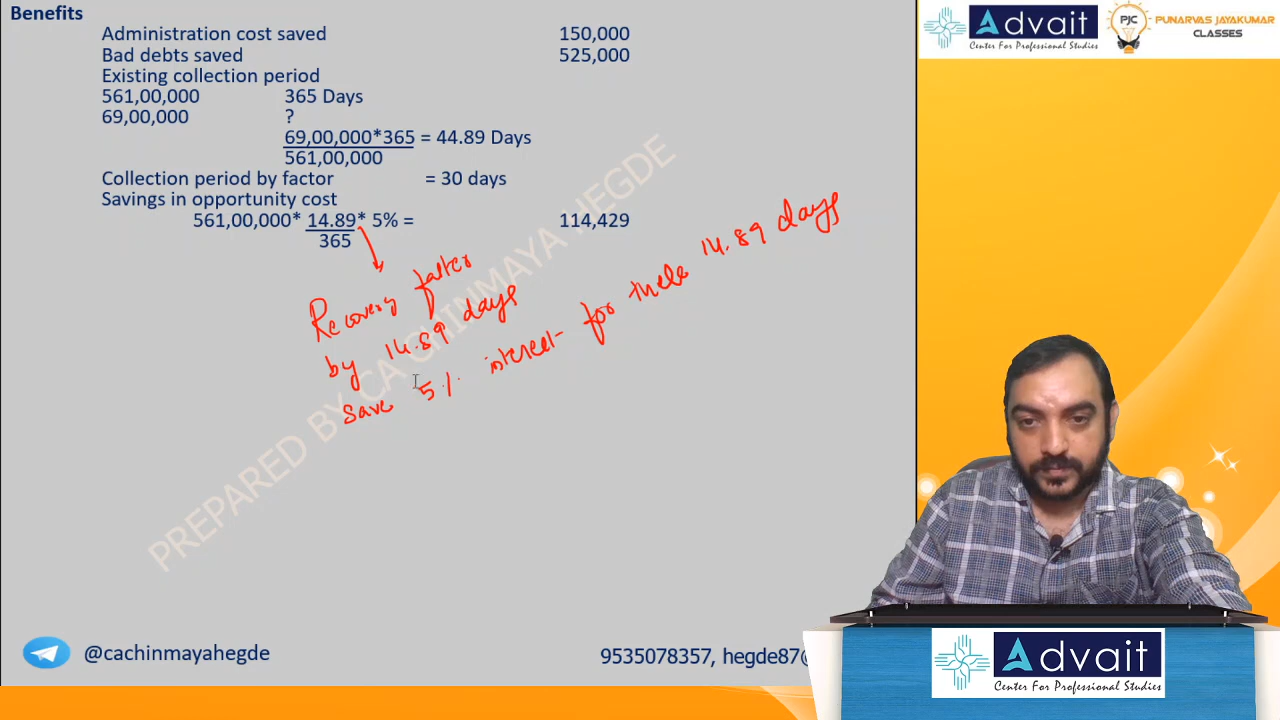 Benefits
Administration cost saved 150,000
Bad debts saved 525,000
Existing collection period
561,00,000 365 Days
69,00,000 ?
69,00,000*365 = 44.89 Days
561,00,000
Collection period by factor = 30 days
Savings in opportunity cost
561,00,000* 14.89* 5% = 114,429
365
Recovery faster
by 14.89 days
save 5% interest for these 14.89 days
PREPARED BY CA CHINMAYA HEGDE
@cachinmayahegde
9535078357, hegde87@
Advait
Center For Professional Studies
PJC
PUNARVAS JAYAKUMAR
CLASSES
Advait
Center For Professional Studies